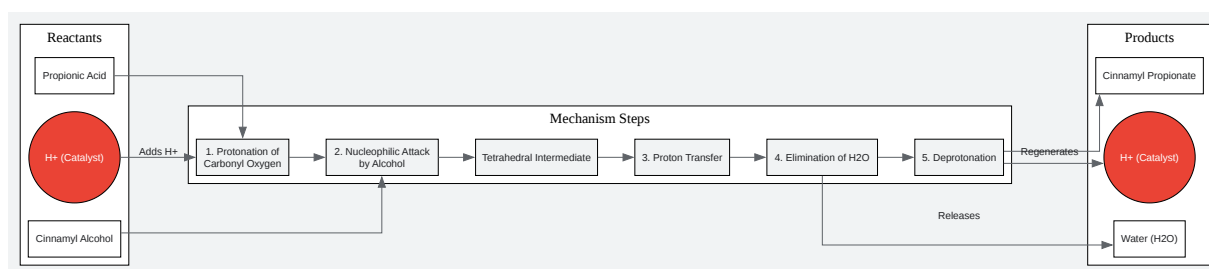 Reactants
Propionic Acid
H+ (Catalyst)
Cinnamyl Alcohol
Adds H+
Mechanism Steps
1. Protonation of
Carbonyl Oxygen
2. Nucleophilic Attack
by Alcohol
Tetrahedral Intermediate
3. Proton Transfer
4. Elimination of H2O
5. Deprotonation
Regenerates
Releases
Products
Cinnamyl Propionate
H+ (Catalyst)
Water (H2O)